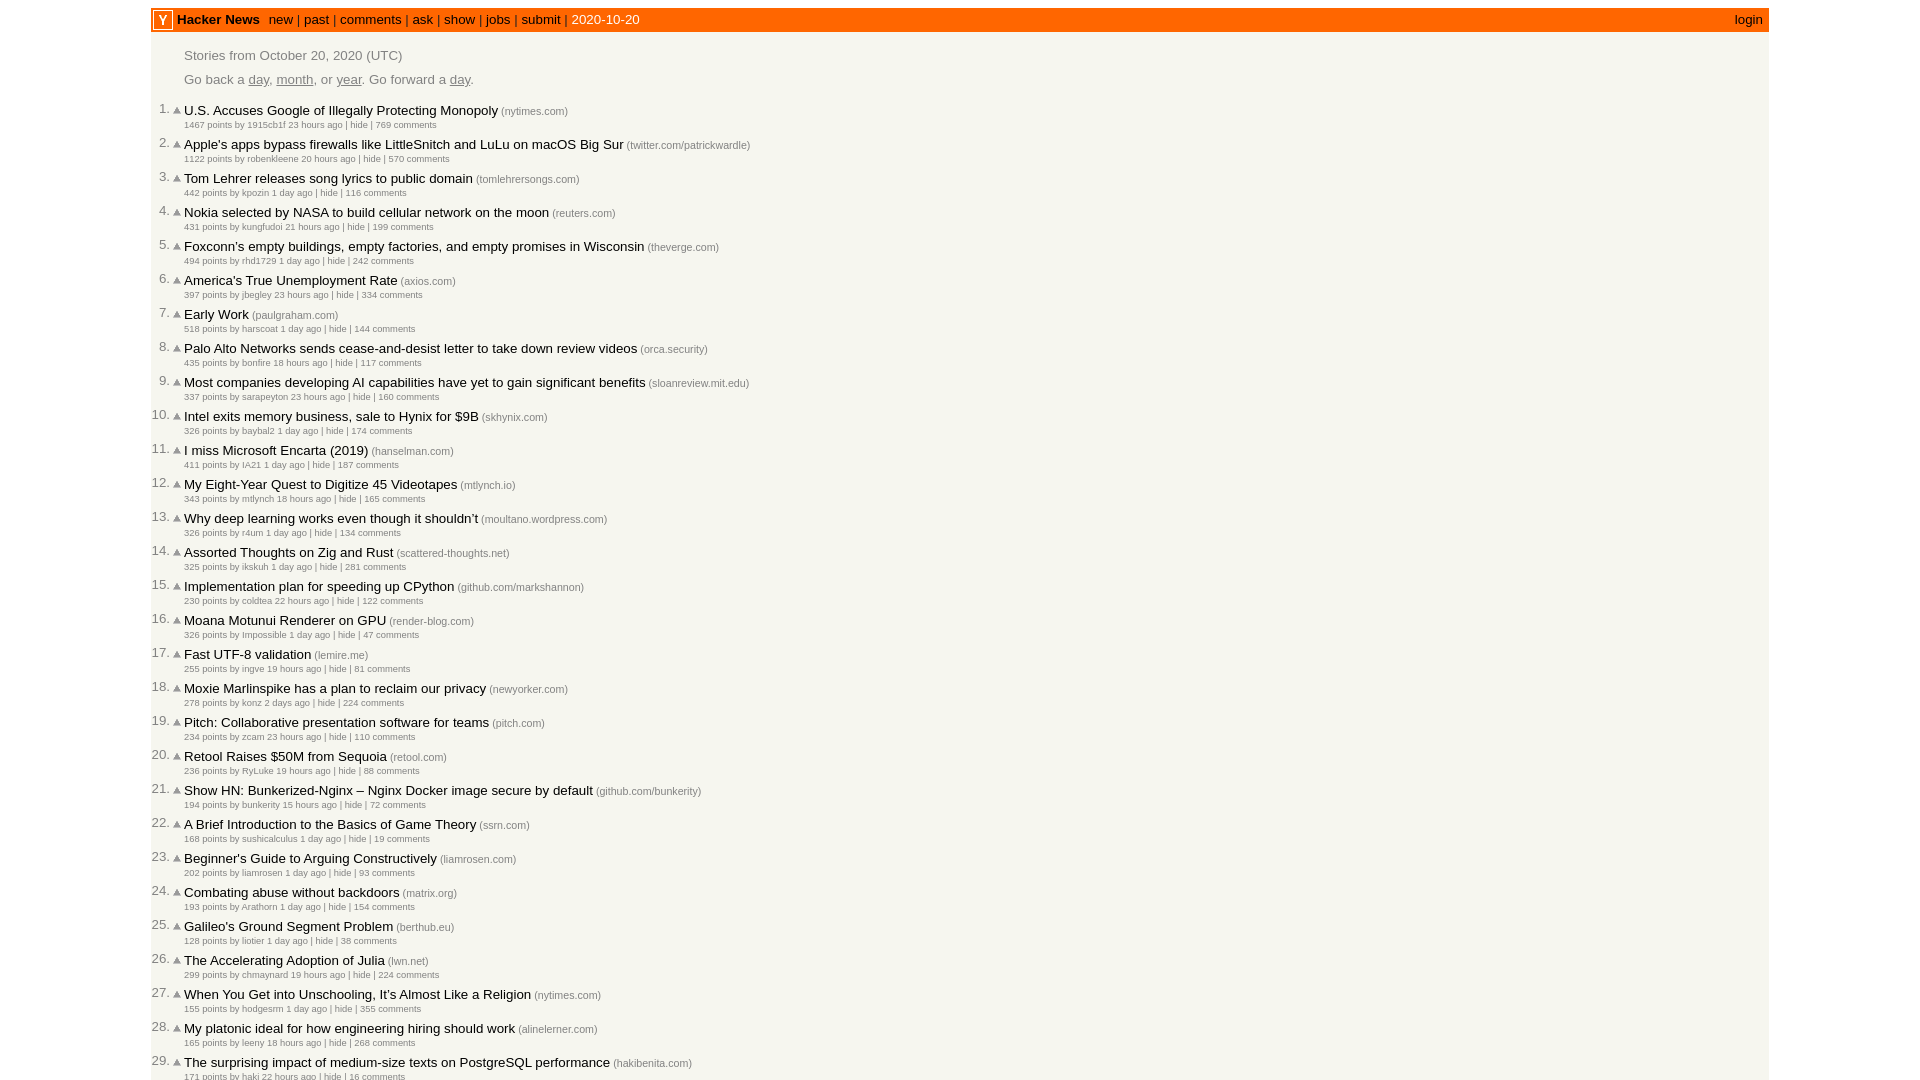 Y Hacker News new | past | comments | ask | show | jobs | submit | 2020-10-20 login
Stories from October 20, 2020 (UTC)
Go back a day, month, or year. Go forward a day.
1. U.S. Accuses Google of Illegally Protecting Monopoly (nytimes.com)
1467 points by 1915cb1f 23 hours ago | hide | 769 comments
2. Apple's apps bypass firewalls like LittleSnitch and LuLu on macOS Big Sur (twitter.com/patrickwardle)
1122 points by robenkleene 20 hours ago | hide | 570 comments
3. Tom Lehrer releases song lyrics to public domain (tomlehrersongs.com)
442 points by kpozin 1 day ago | hide | 116 comments
4. Nokia selected by NASA to build cellular network on the moon (reuters.com)
431 points by kungfudoi 21 hours ago | hide | 199 comments
5. Foxconn’s empty buildings, empty factories, and empty promises in Wisconsin (theverge.com)
494 points by rhd1729 1 day ago | hide | 242 comments
6. America's True Unemployment Rate (axios.com)
397 points by jbegley 23 hours ago | hide | 334 comments
7. Early Work (paulgraham.com)
518 points by harscoat 1 day ago | hide | 144 comments
8. Palo Alto Networks sends cease-and-desist letter to take down review videos (orca.security)
435 points by bonfire 18 hours ago | hide | 117 comments
9. Most companies developing AI capabilities have yet to gain significant benefits (sloanreview.mit.edu)
337 points by sarapeyton 23 hours ago | hide | 160 comments
10. Intel exits memory business, sale to Hynix for $9B (skhynix.com)
326 points by baybal2 1 day ago | hide | 174 comments
11. I miss Microsoft Encarta (2019) (hanselman.com)
411 points by IA21 1 day ago | hide | 187 comments
12. My Eight-Year Quest to Digitize 45 Videotapes (mtlynch.io)
343 points by mtlynch 18 hours ago | hide | 165 comments
13. Why deep learning works even though it shouldn’t (moultano.wordpress.com)
326 points by r4um 1 day ago | hide | 134 comments
14. Assorted Thoughts on Zig and Rust (scattered-thoughts.net)
325 points by ikskuh 1 day ago | hide | 281 comments
15. Implementation plan for speeding up CPython (github.com/markshannon)
230 points by coldtea 22 hours ago | hide | 122 comments
16. Moana Motunui Renderer on GPU (render-blog.com)
326 points by Impossible 1 day ago | hide | 47 comments
17. Fast UTF-8 validation (lemire.me)
255 points by ingve 19 hours ago | hide | 81 comments
18. Moxie Marlinspike has a plan to reclaim our privacy (newyorker.com)
278 points by konz 2 days ago | hide | 224 comments
19. Pitch: Collaborative presentation software for teams (pitch.com)
234 points by zcam 23 hours ago | hide | 110 comments
20. Retool Raises $50M from Sequoia (retool.com)
236 points by RyLuke 19 hours ago | hide | 88 comments
21. Show HN: Bunkerized-Nginx – Nginx Docker image secure by default (github.com/bunkerity)
194 points by bunkerity 15 hours ago | hide | 72 comments
22. A Brief Introduction to the Basics of Game Theory (ssrn.com)
168 points by sushicalculus 1 day ago | hide | 19 comments
23. Beginner's Guide to Arguing Constructively (liamrosen.com)
202 points by liamrosen 1 day ago | hide | 93 comments
24. Combating abuse without backdoors (matrix.org)
193 points by Arathorn 1 day ago | hide | 154 comments
25. Galileo's Ground Segment Problem (berthub.eu)
128 points by liotier 1 day ago | hide | 38 comments
26. The Accelerating Adoption of Julia (lwn.net)
299 points by chmaynard 19 hours ago | hide | 224 comments
27. When You Get into Unschooling, It’s Almost Like a Religion (nytimes.com)
155 points by hodgesrm 1 day ago | hide | 355 comments
28. My platonic ideal for how engineering hiring should work (alinelerner.com)
165 points by leeny 18 hours ago | hide | 268 comments
29. The surprising impact of medium-size texts on PostgreSQL performance (hakibenita.com)
171 points by haki 22 hours ago | hide | 16 comments